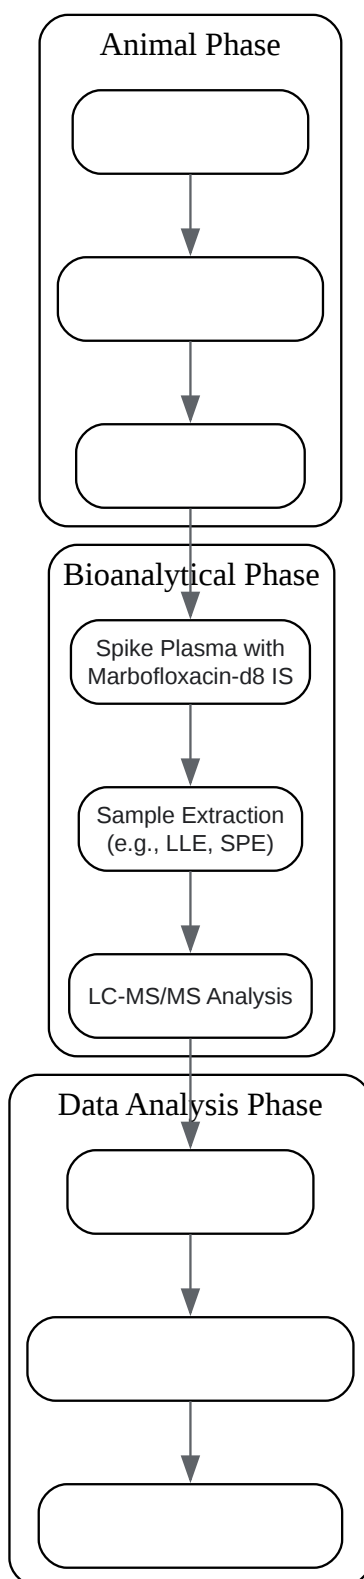 Animal Phase
Bioanalytical Phase
Spike Plasma with
Marbofloxacin-d8 IS
Sample Extraction
(e.g., LLE, SPE)
LC-MS/MS Analysis
Data Analysis Phase